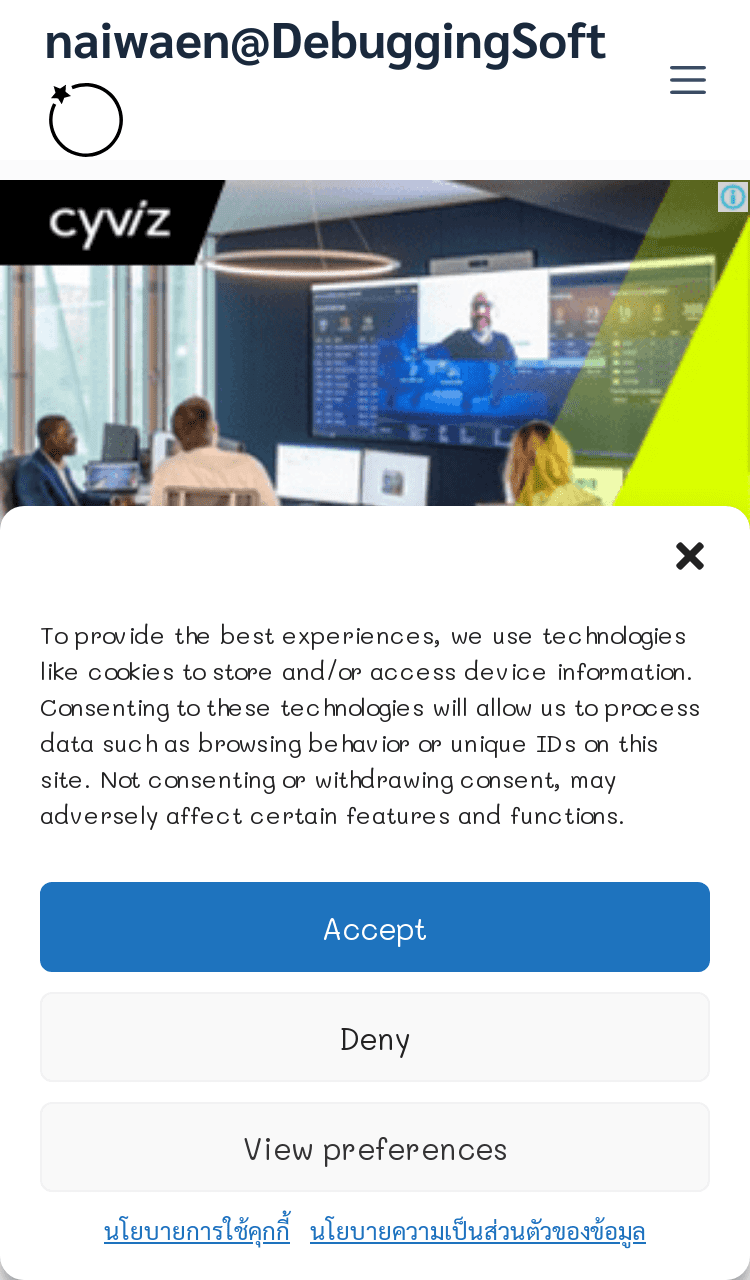 naiwaen@DebuggingSoft
cyviz
To provide the best experiences, we use technologies
like cookies to store and/or access device information.
Consenting to these technologies will allow us to process
data such as browsing behavior or unique IDs on this
site. Not consenting or withdrawing consent, may
adversely affect certain features and functions.
Accept
Deny
View preferences
นโยบายการใช้คุกกี้ นโยบายความเป็นส่วนตัวของข้อมูล